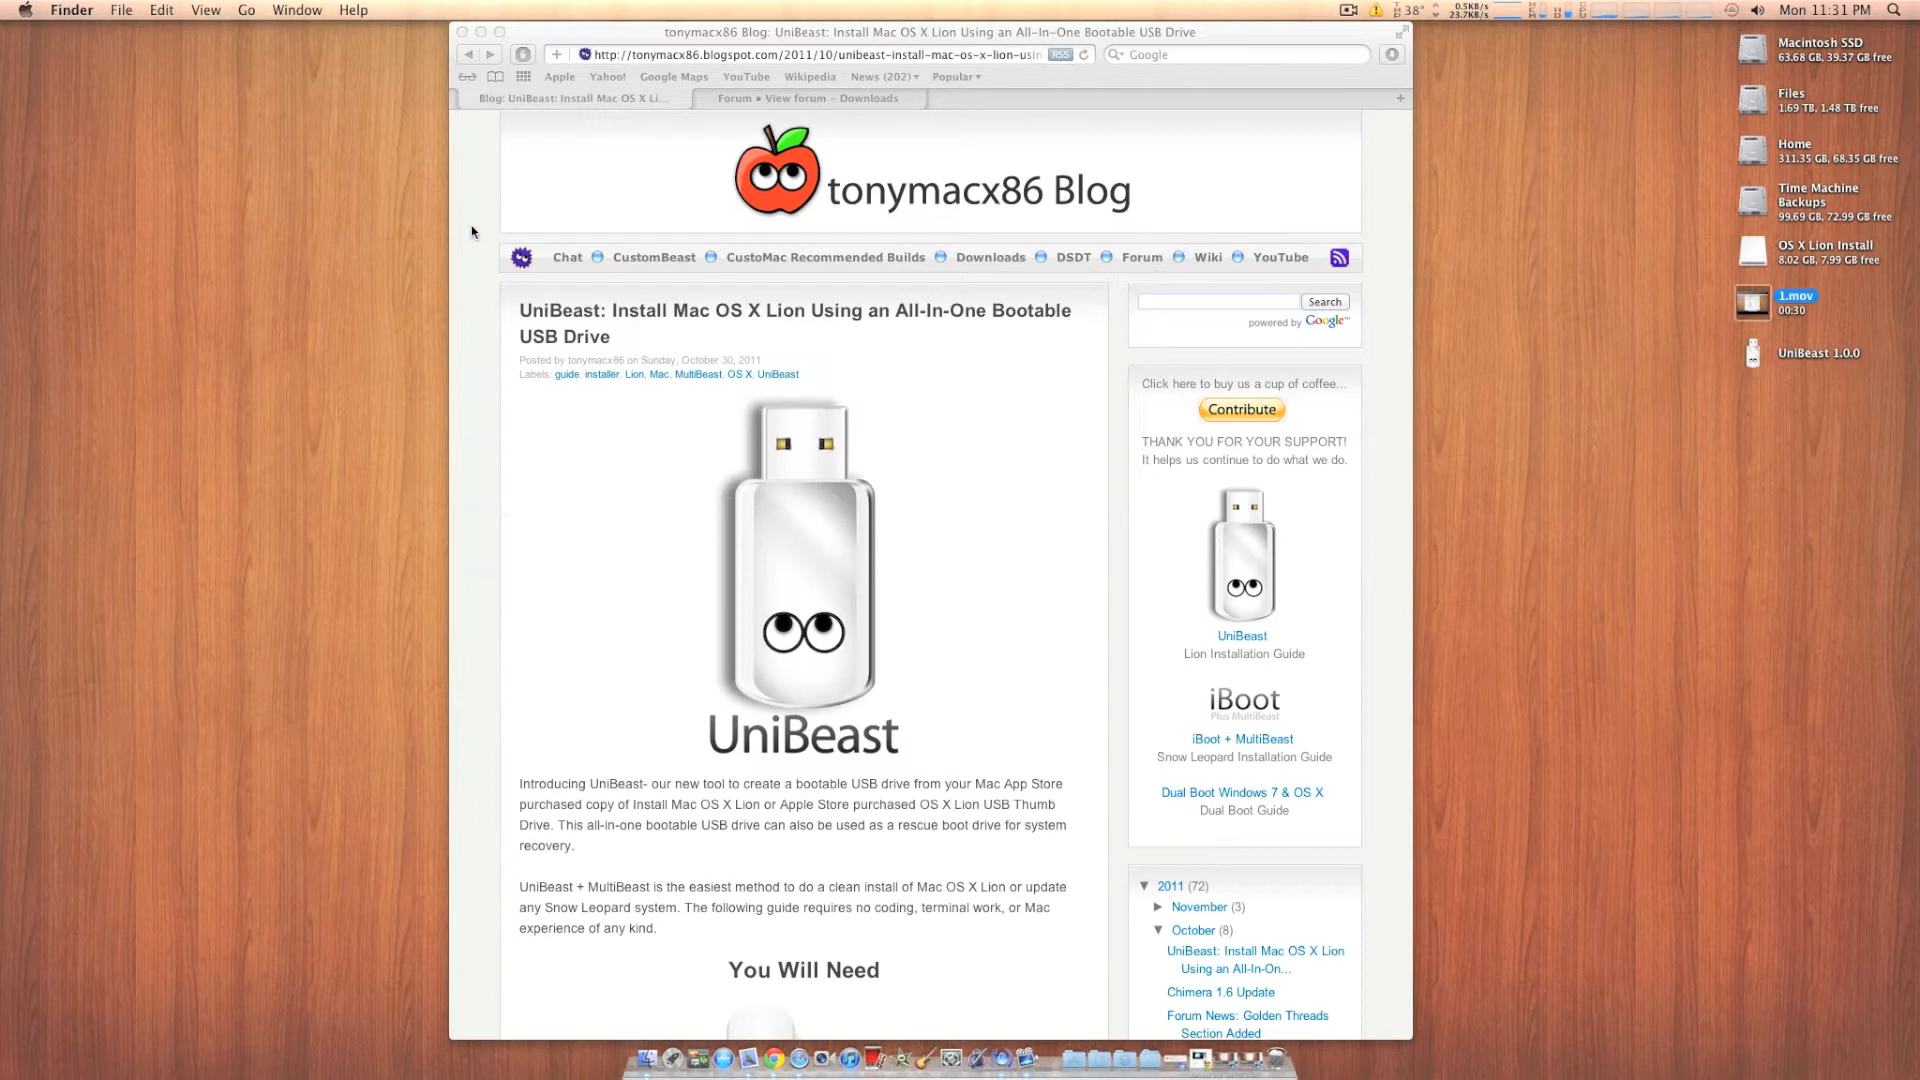 Finder File Edit View Go Window Help
38° 0.5KB/s 23.7KB/s Mon 11:31 PM
tonymacx86 Blog: UniBeast: Install Mac OS X Lion Using an All-In-One Bootable USB Drive
http://tonymacx86.blogspot.com/2011/10/unibeast-install-mac-os-x-lion-usin RSS Google
Apple Yahoo! Google Maps YouTube Wikipedia News (202) Popular
Blog: UniBeast: Install Mac OS X Li... Forum • View forum – Downloads
tonymacx86 Blog
Chat CustomBeast CustoMac Recommended Builds Downloads DSDT Forum Wiki YouTube
UniBeast: Install Mac OS X Lion Using an All-In-One Bootable
USB Drive
Posted by tonymacx86 on Sunday, October 30, 2011
Labels: guide, installer, Lion, Mac, MultiBeast, OS X, UniBeast
UniBeast
Introducing UniBeast- our new tool to create a bootable USB drive from your Mac App Store
purchased copy of Install Mac OS X Lion or Apple Store purchased OS X Lion USB Thumb
Drive. This all-in-one bootable USB drive can also be used as a rescue boot drive for system
recovery.
UniBeast + MultiBeast is the easiest method to do a clean install of Mac OS X Lion or update
any Snow Leopard system. The following guide requires no coding, terminal work, or Mac
experience of any kind.
You Will Need
Search
powered by Google™
Click here to buy us a cup of coffee...
Contribute
THANK YOU FOR YOUR SUPPORT!
It helps us continue to do what we do.
UniBeast
Lion Installation Guide
iBoot
Plus MultiBeast
iBoot + MultiBeast
Snow Leopard Installation Guide
Dual Boot Windows 7 & OS X
Dual Boot Guide
▼ 2011 (72)
► November (3)
▼ October (8)
UniBeast: Install Mac OS X Lion
Using an All-In-On...
Chimera 1.6 Update
Forum News: Golden Threads
Section Added
Macintosh SSD
63.68 GB, 39.37 GB free
Files
1.69 TB, 1.48 TB free
Home
311.35 GB, 68.35 GB free
Time Machine
Backups
99.69 GB, 72.99 GB free
OS X Lion Install
8.02 GB, 7.99 GB free
1.mov
00:30
UniBeast 1.0.0